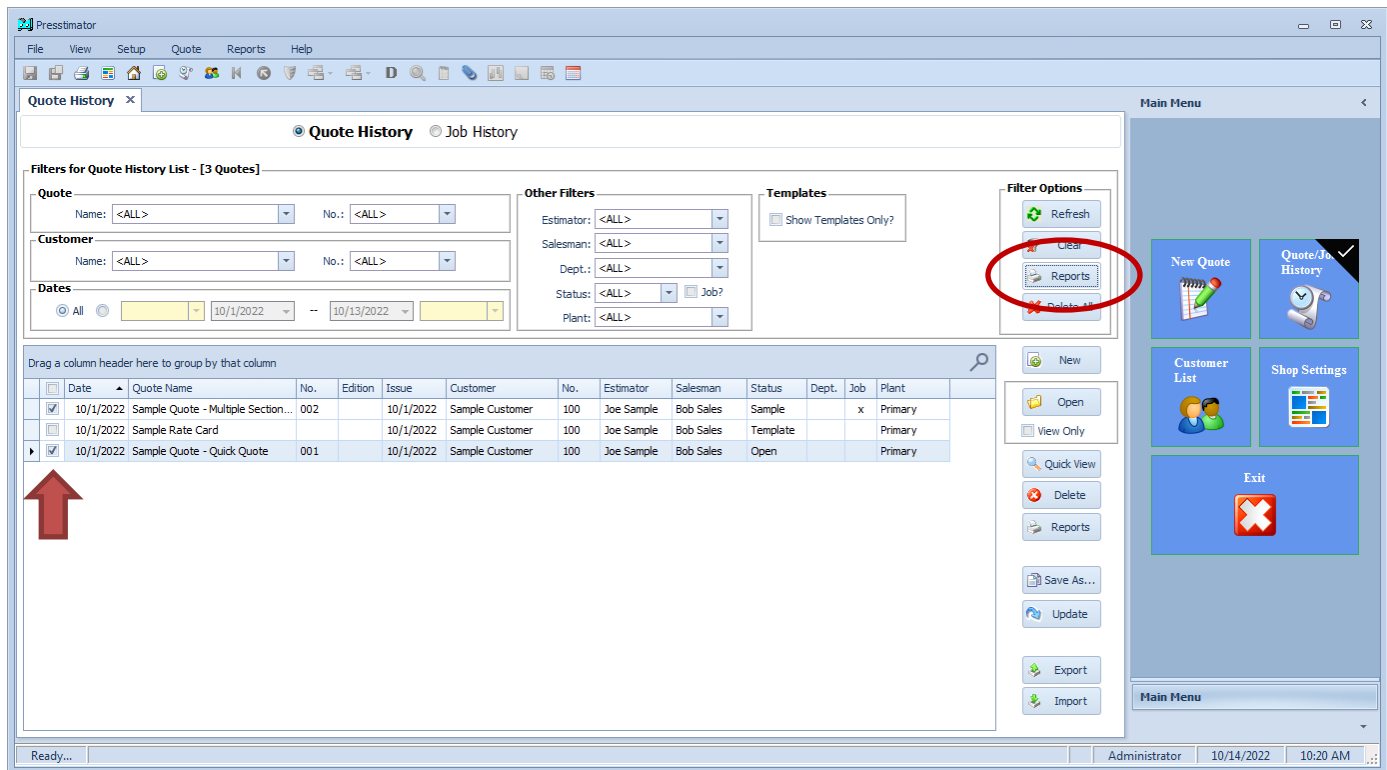 Presstimator
File View Setup Quote Reports Help
D
Quote History x
Main Menu
Quote History Job History
Filters for Quote History List - [3 Quotes]
Quote
Name: <ALL> No.: <ALL>
Customer
Name: <ALL> No.: <ALL>
Dates
All 10/1/2022 -- 10/13/2022
Other Filters
Estimator: <ALL>
Salesman: <ALL>
Dept.: <ALL>
Status: <ALL> Job?
Plant: <ALL>
Templates
Show Templates Only?
Filter Options
Refresh
Clear
Reports
Delete All
Drag a column header here to group by that column
Date Quote Name No. Edition Issue Customer No. Estimator Salesman Status Dept. Job Plant
10/1/2022 Sample Quote - Multiple Section... 002 10/1/2022 Sample Customer 100 Joe Sample Bob Sales Sample x Primary
10/1/2022 Sample Rate Card 10/1/2022 Sample Customer 100 Joe Sample Bob Sales Template Primary
10/1/2022 Sample Quote - Quick Quote 001 10/1/2022 Sample Customer 100 Joe Sample Bob Sales Open Primary
New
Open
View Only
Quick View
Delete
Reports
Save As...
Update
Export
Import
New Quote
Quote/Jo
History
Customer
List
Shop Settings
Exit
Main Menu
Ready... Administrator 10/14/2022 10:20 AM